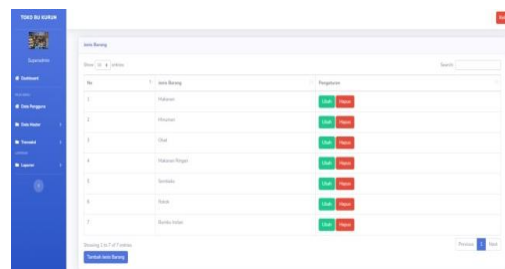 TOKO BU KURUK
Superadmin
Dashboard
Data Pengguna
Data Master
Transaksi
Laporan
Jenis Barang
Show 10 entries
Search:
No Jenis Barang Pengaturan
1 Makanan Ubah Hapus
2 Minuman Ubah Hapus
3 Obat Ubah Hapus
4 Makanan Ringan Ubah Hapus
5 Sembako Ubah Hapus
6 Rokok Ubah Hapus
7 Bumbu Instan Ubah Hapus
Showing 1 to 7 of 7 entries
Previous 1 Next
Tambah Jenis Barang